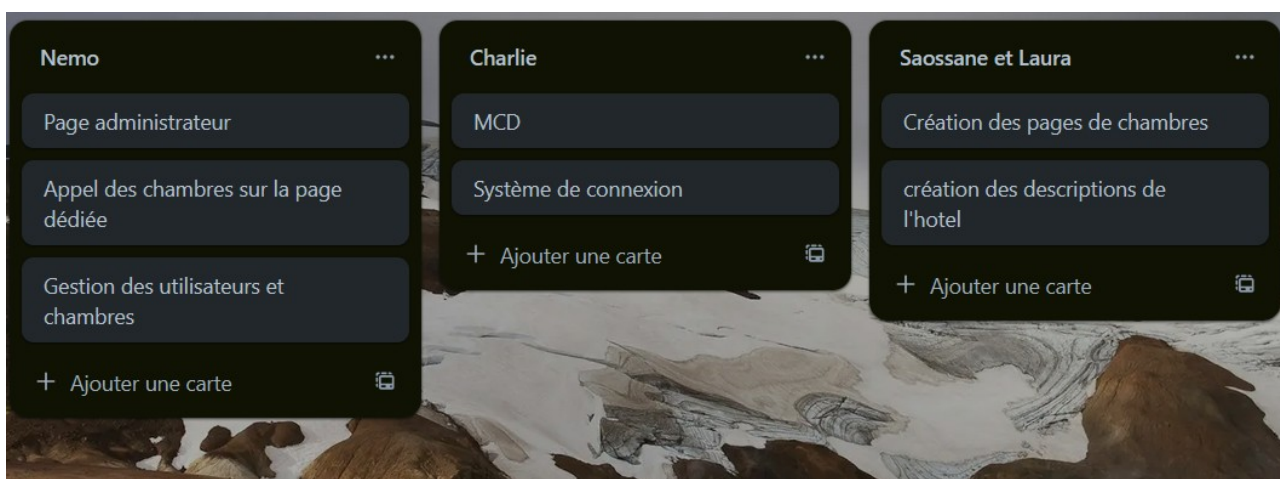 Nemo
Page administrateur
Appel des chambres sur la page
dédiée
Gestion des utilisateurs et
chambres
+ Ajouter une carte
Charlie
MCD
Système de connexion
+ Ajouter une carte
Saossane et Laura
Création des pages de chambres
création des descriptions de
l'hotel
+ Ajouter une carte